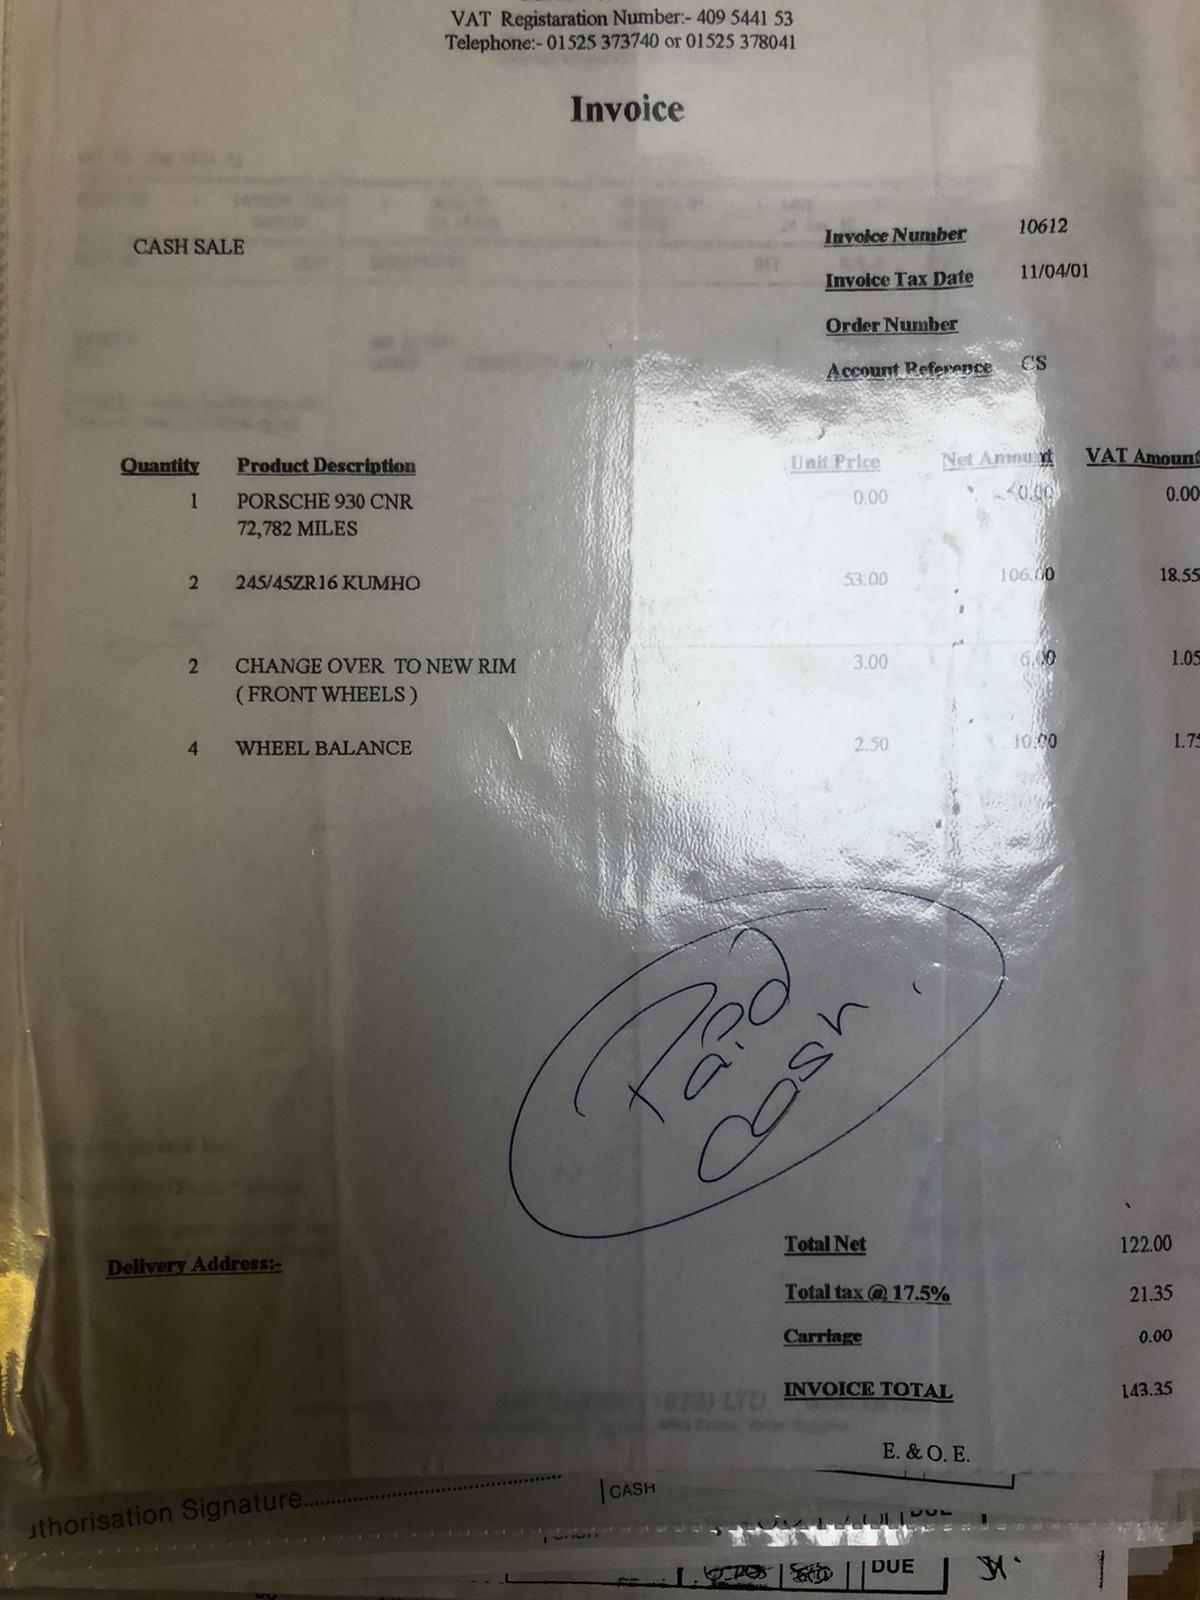 VAT Registaration Number:- 409 5441 53
Telephone:- 01525 373740 or 01525 378041
Invoice
CASH SALE
Invoice Number 10612
Invoice Tax Date 11/04/01
Order Number
Account Reference CS
Quantity Product Description Unit Price Net Amount VAT Amount
1 PORSCHE 930 CNR 0.00 0.00 0.00
72,782 MILES
2 245/45ZR16 KUMHO 53.00 106.00 18.55
2 CHANGE OVER TO NEW RIM 3.00 6.00 1.05
( FRONT WHEELS )
4 WHEEL BALANCE 2.50 10.00 1.75
Paid
Cash.
Total Net 122.00
Delivery Address:-
Total tax @ 17.5% 21.35
Carriage 0.00
INVOICE TOTAL 143.35
(1973) LTD
E. & O. E.
uthorisation Signature
CASH
DUE
DUE